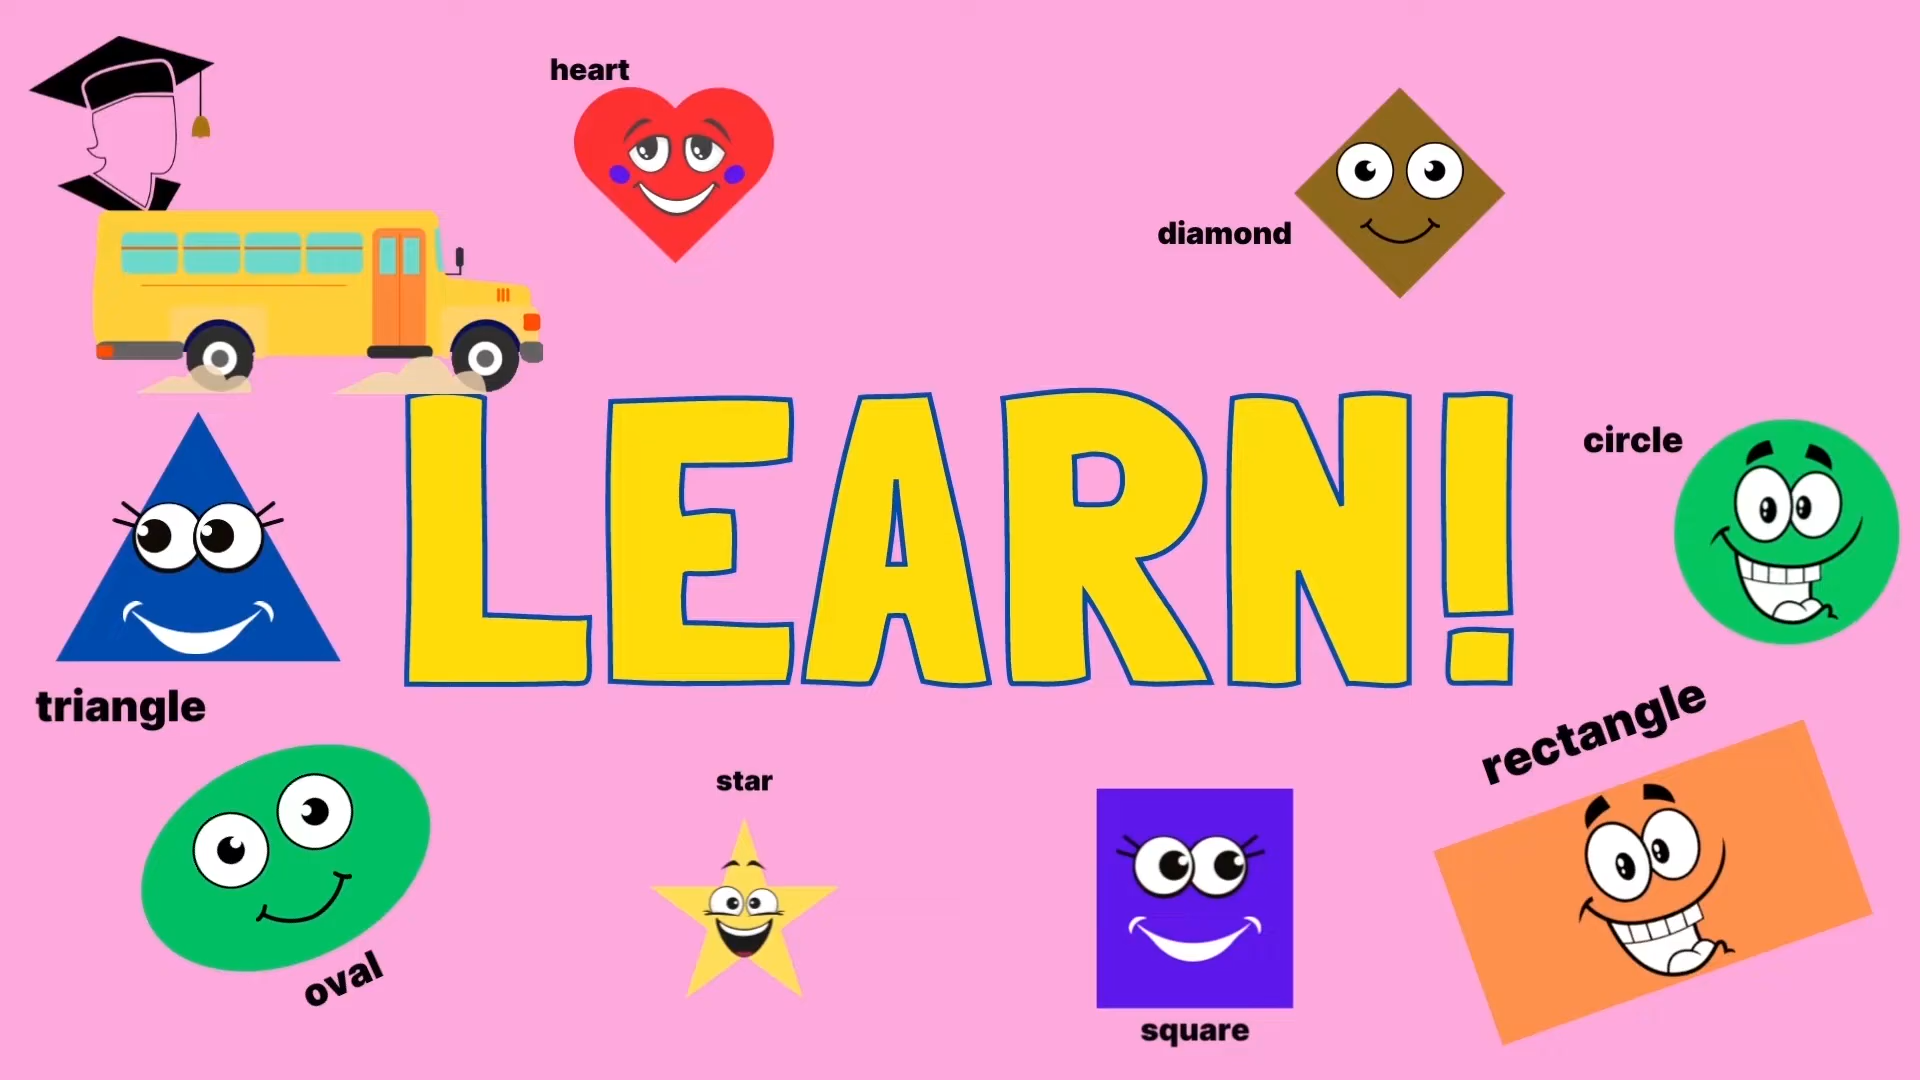 heart
diamond
LEARN!
circle
triangle
rectangle
star
oval
square